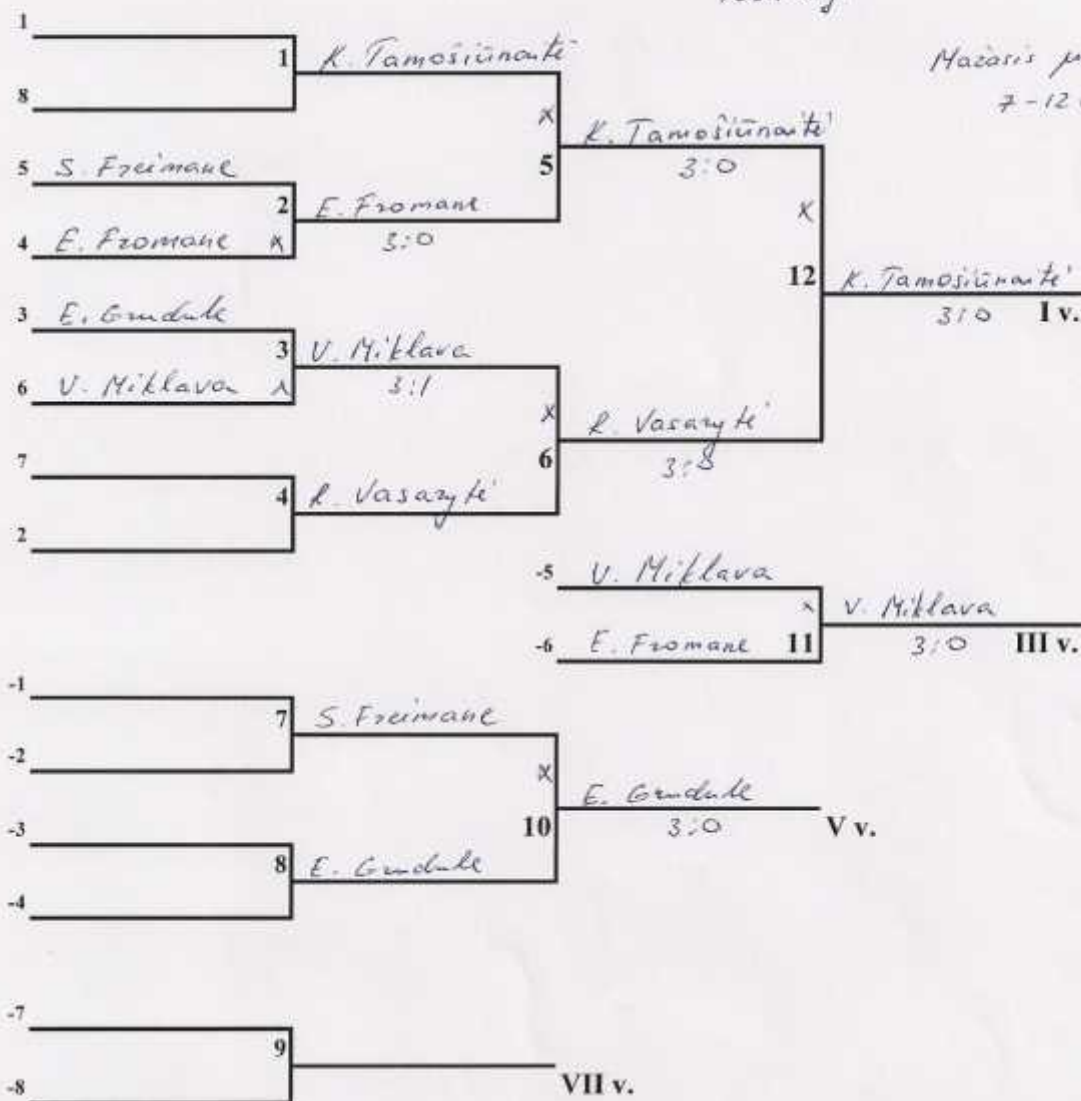 Mažasis
7-12
1
1 K. Tamošiūnaitė
8
X K. Tamošiūnaitė
5 S. Freimane 5 3:0
2 E. Fromane X
4 E. Fromane X 3:0
12 K. Tamošiūnaitė
3 E. Grudule 3:0 I v.
3 V. Miklava
6 V. Miklava 3:1
X R. Vasarytė
7 6
4 R. Vasarytė
2
-5 V. Miklava
V. Miklava
-6 E. Fromane 11 3:0 III v.
-1
7 S. Freimane
-2 X
E. Grudule
-3 10 3:0 V v.
8 E. Grudule
-4
-7
9
VII v.
-8